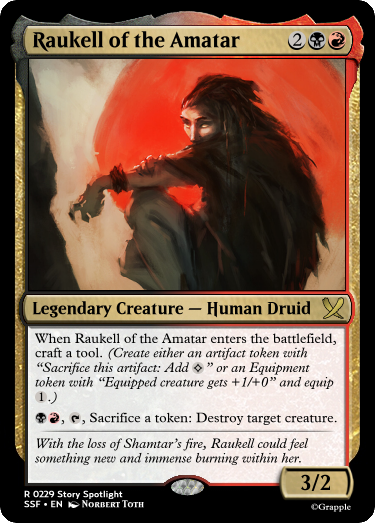 Raukell of the Amatar 2
Legendary Creature — Human Druid
When Raukell of the Amatar enters the battlefield,
craft a tool. (Create either an artifact token with
“Sacrifice this artifact: Add ” or an Equipment
token with “Equipped creature gets +1/+0” and equip
1.)
, , Sacrifice a token: Destroy target creature.
With the loss of Shamtar's fire, Raukell could feel
something new and immense burning within her.
3/2
R 0229 Story Spotlight
SSF • EN Norbert Toth
©Grapple